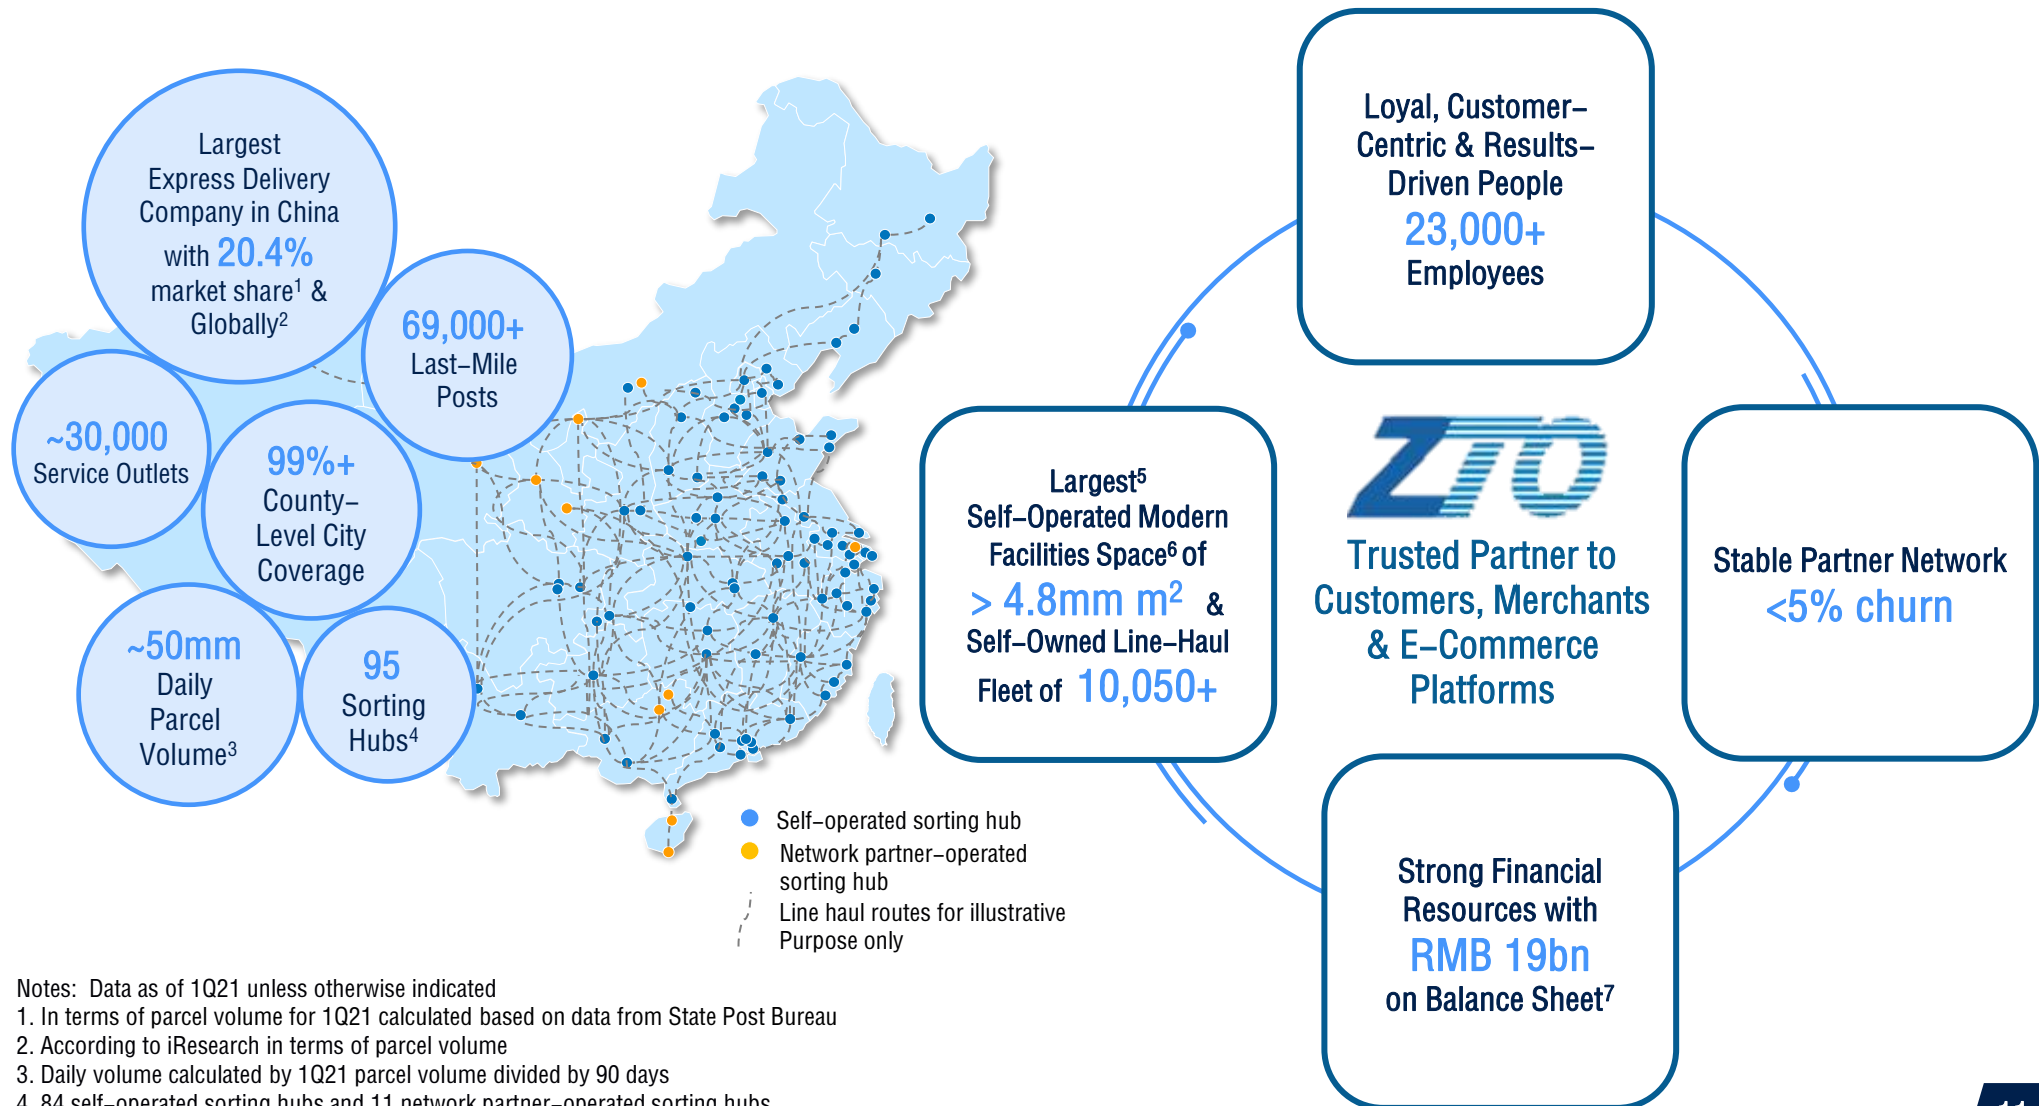 Largest
Express Delivery
Company in China
with 20.4%
market share¹ &
Globally²
69,000+
Last-Mile
Posts
~30,000
Service Outlets
99%+
County-
Level City
Coverage
~50mm
Daily
Parcel
Volume³
95
Sorting
Hubs⁴
Self-operated sorting hub
Network partner-operated
sorting hub
Line haul routes for illustrative
Purpose only
Loyal, Customer-
Centric & Results-
Driven People
23,000+
Employees
Largest⁵
Self-Operated Modern
Facilities Space⁶ of
> 4.8mm m² &
Self-Owned Line-Haul
Fleet of 10,050+
ZTO
Trusted Partner to
Customers, Merchants
& E-Commerce
Platforms
Stable Partner Network
<5% churn
Strong Financial
Resources with
RMB 19bn
on Balance Sheet⁷
Notes: Data as of 1Q21 unless otherwise indicated
1. In terms of parcel volume for 1Q21 calculated based on data from State Post Bureau
2. According to iResearch in terms of parcel volume
3. Daily volume calculated by 1Q21 parcel volume divided by 90 days
4. 84 self-operated sorting hubs and 11 network partner-operated sorting hubs